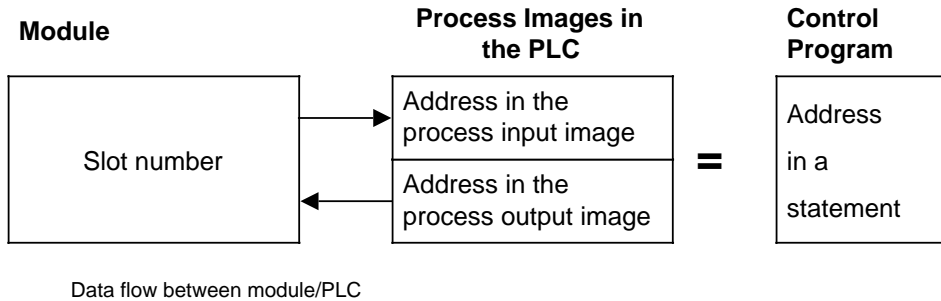 Module
Process Images in
the PLC
Control
Program
Slot number
Address in the
process input image
Address in the
process output image
=
Address
in a
statement
Data flow between module/PLC